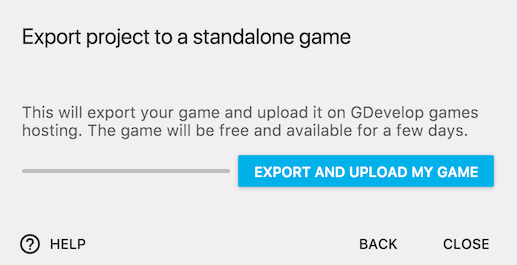 Export project to a standalone game
This will export your game and upload it on GDevelop games
hosting. The game will be free and available for a few days.
EXPORT AND UPLOAD MY GAME
? HELP
BACK
CLOSE